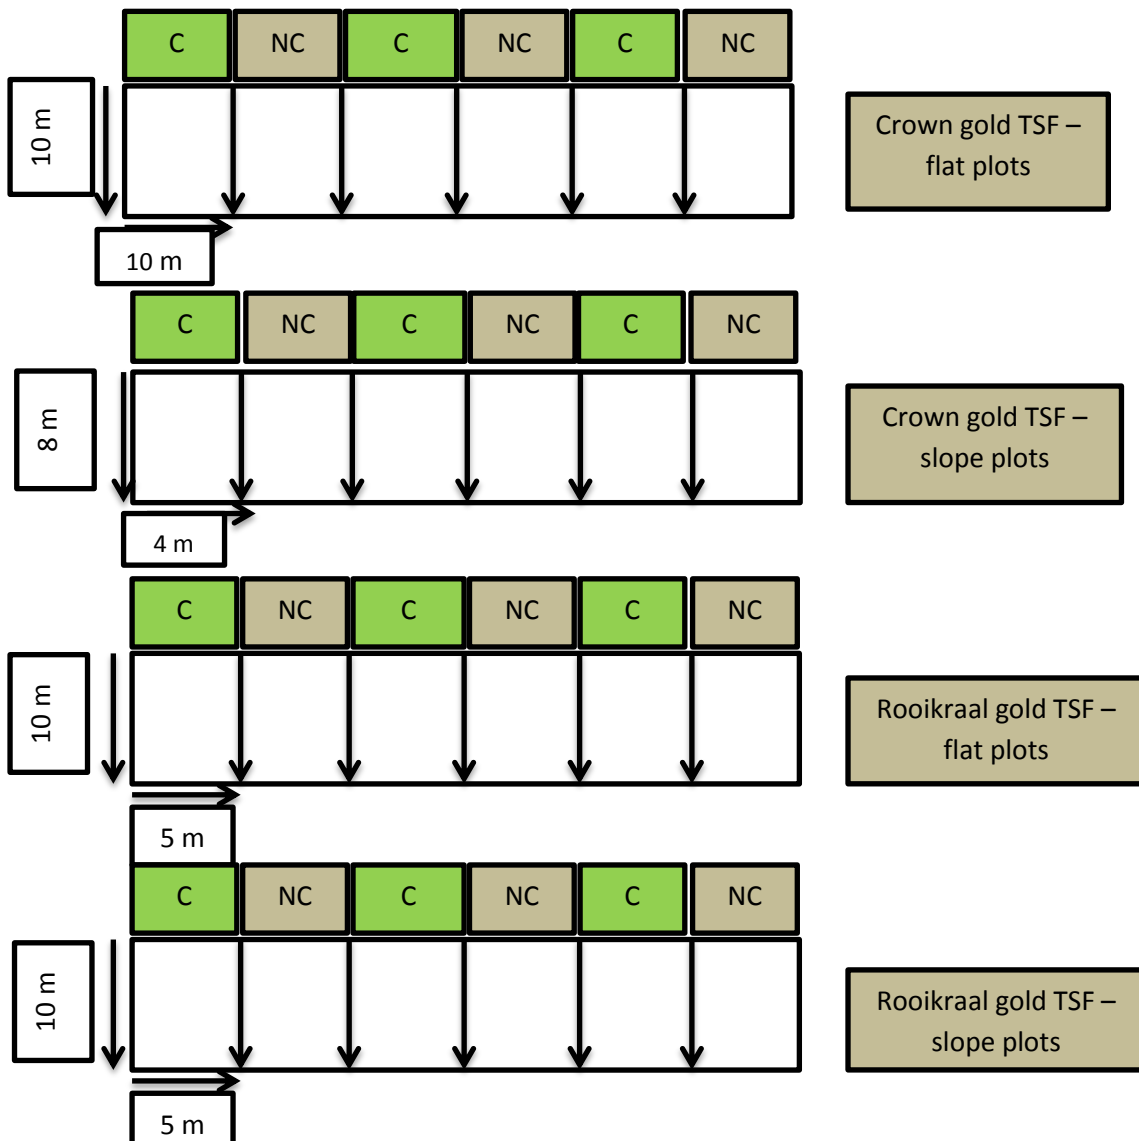 C NC C NC C NC
10 m
Crown gold TSF –
flat plots
10 m
C NC C NC C NC
8 m
Crown gold TSF –
slope plots
4 m
C NC C NC C NC
10 m
Rooikraal gold TSF –
flat plots
5 m
C NC C NC C NC
10 m
Rooikraal gold TSF –
slope plots
5 m